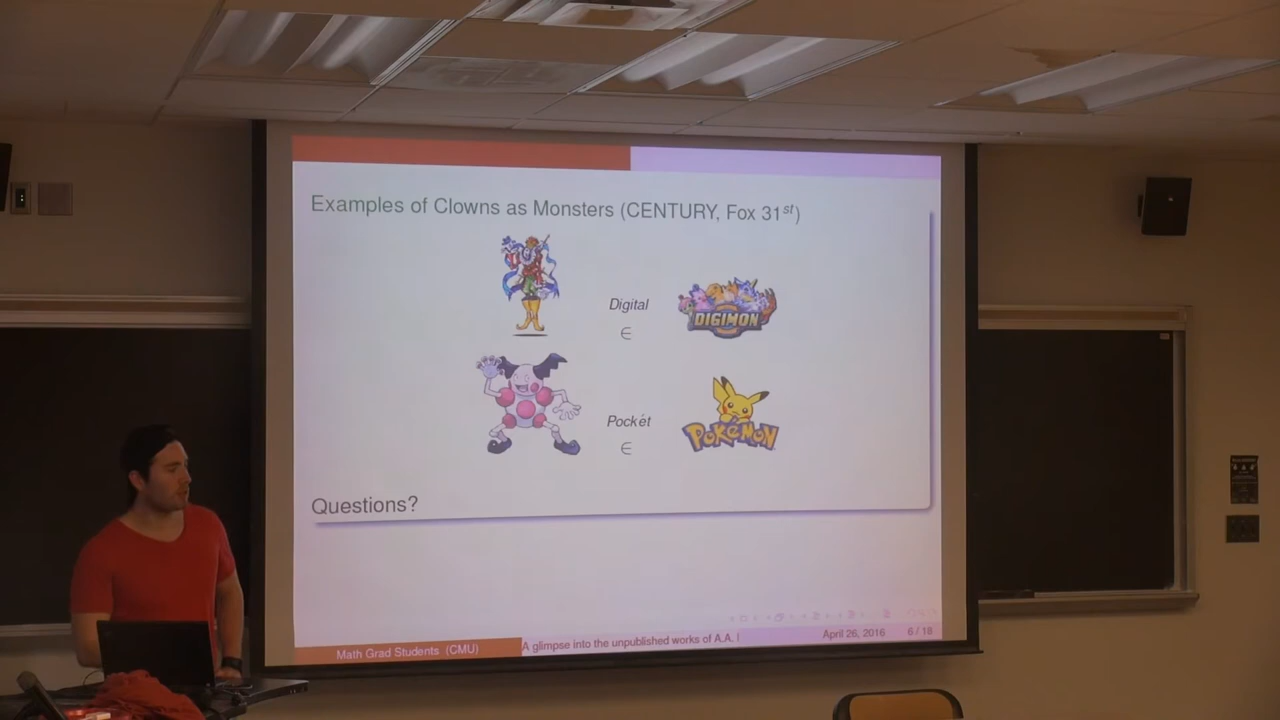 Examples of Clowns as Monsters (CENTURY, Fox 31st)
Digital
∈
DIGIMON
Pockét
∈
POKéMON
Questions?
Math Grad Students (CMU)
A glimpse into the unpublished works of A.A. I
April 26, 2016
6 / 18